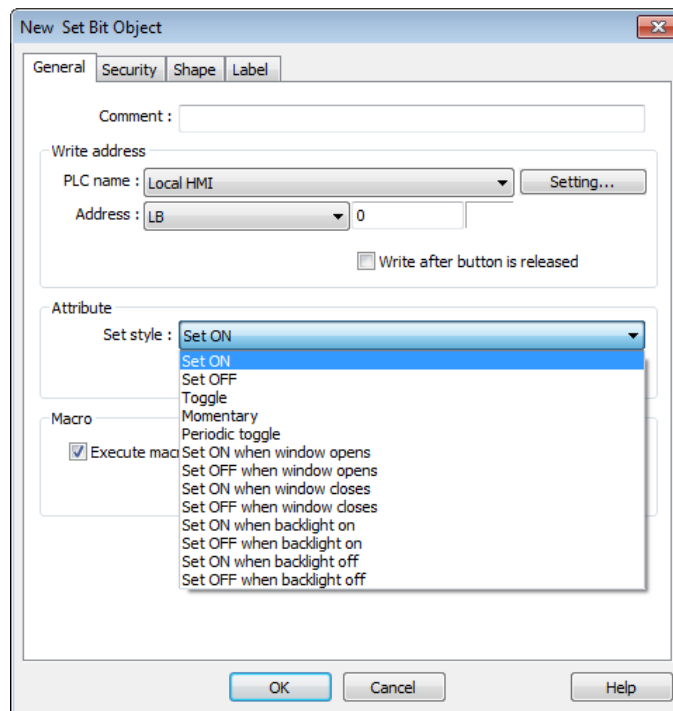 New Set Bit Object
General Security Shape Label
Comment :
Write address
PLC name : Local HMI Setting...
Address : LB 0
Write after button is released
Attribute
Set style : Set ON
Set ON
Set OFF
Toggle
Momentary
Macro
Periodic toggle
Execute mac
Set ON when window opens
Set OFF when window opens
Set ON when window closes
Set OFF when window closes
Set ON when backlight on
Set OFF when backlight on
Set ON when backlight off
Set OFF when backlight off
OK Cancel Help